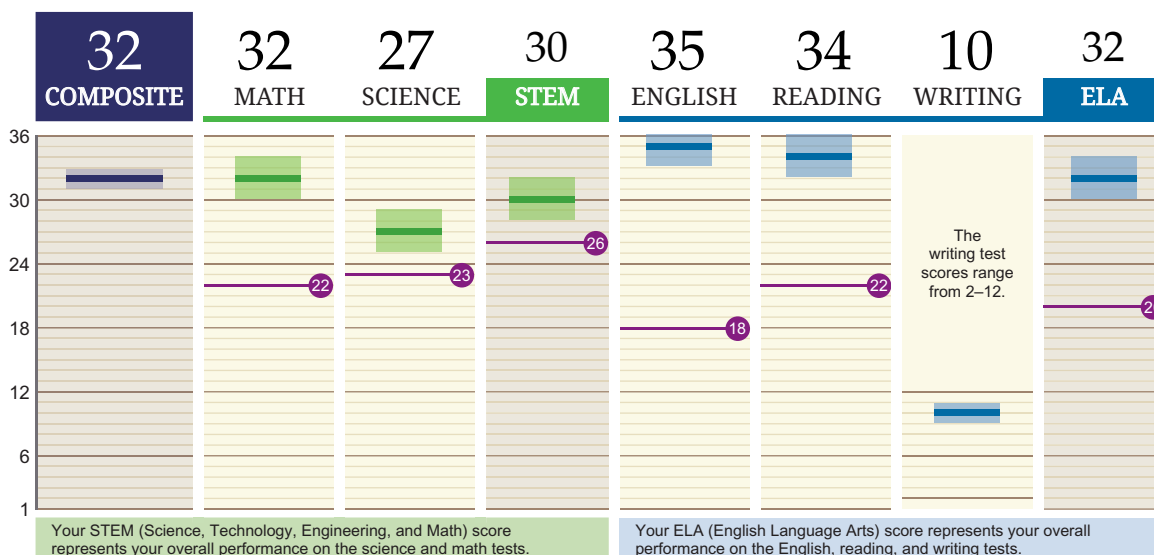 32 32 27 30 35 34 10 32
COMPOSITE MATH SCIENCE STEM ENGLISH READING WRITING ELA
36
30
24
18
12
6
1
22
23
26
18
22
The
writing test
scores range
from 2–12.
Your STEM (Science, Technology, Engineering, and Math) score
represents your overall performance on the science and math tests.
Your ELA (English Language Arts) score represents your overall
performance on the English, reading, and writing tests.